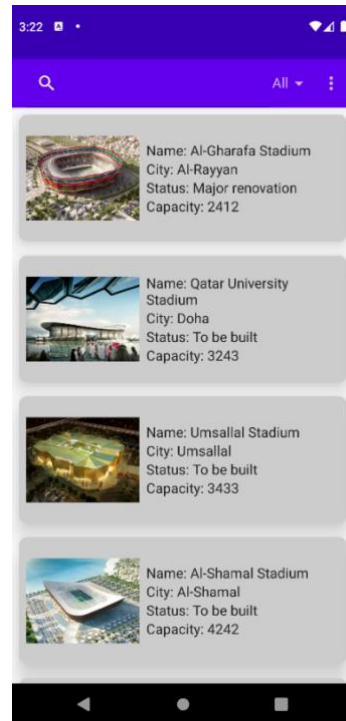 3:22
All
Name: Al-Gharafa Stadium
City: Al-Rayyan
Status: Major renovation
Capacity: 2412
Name: Qatar University
Stadium
City: Doha
Status: To be built
Capacity: 3243
Name: Umsallal Stadium
City: Umsallal
Status: To be built
Capacity: 3433
Name: Al-Shamal Stadium
City: Al-Shamal
Status: To be built
Capacity: 4242